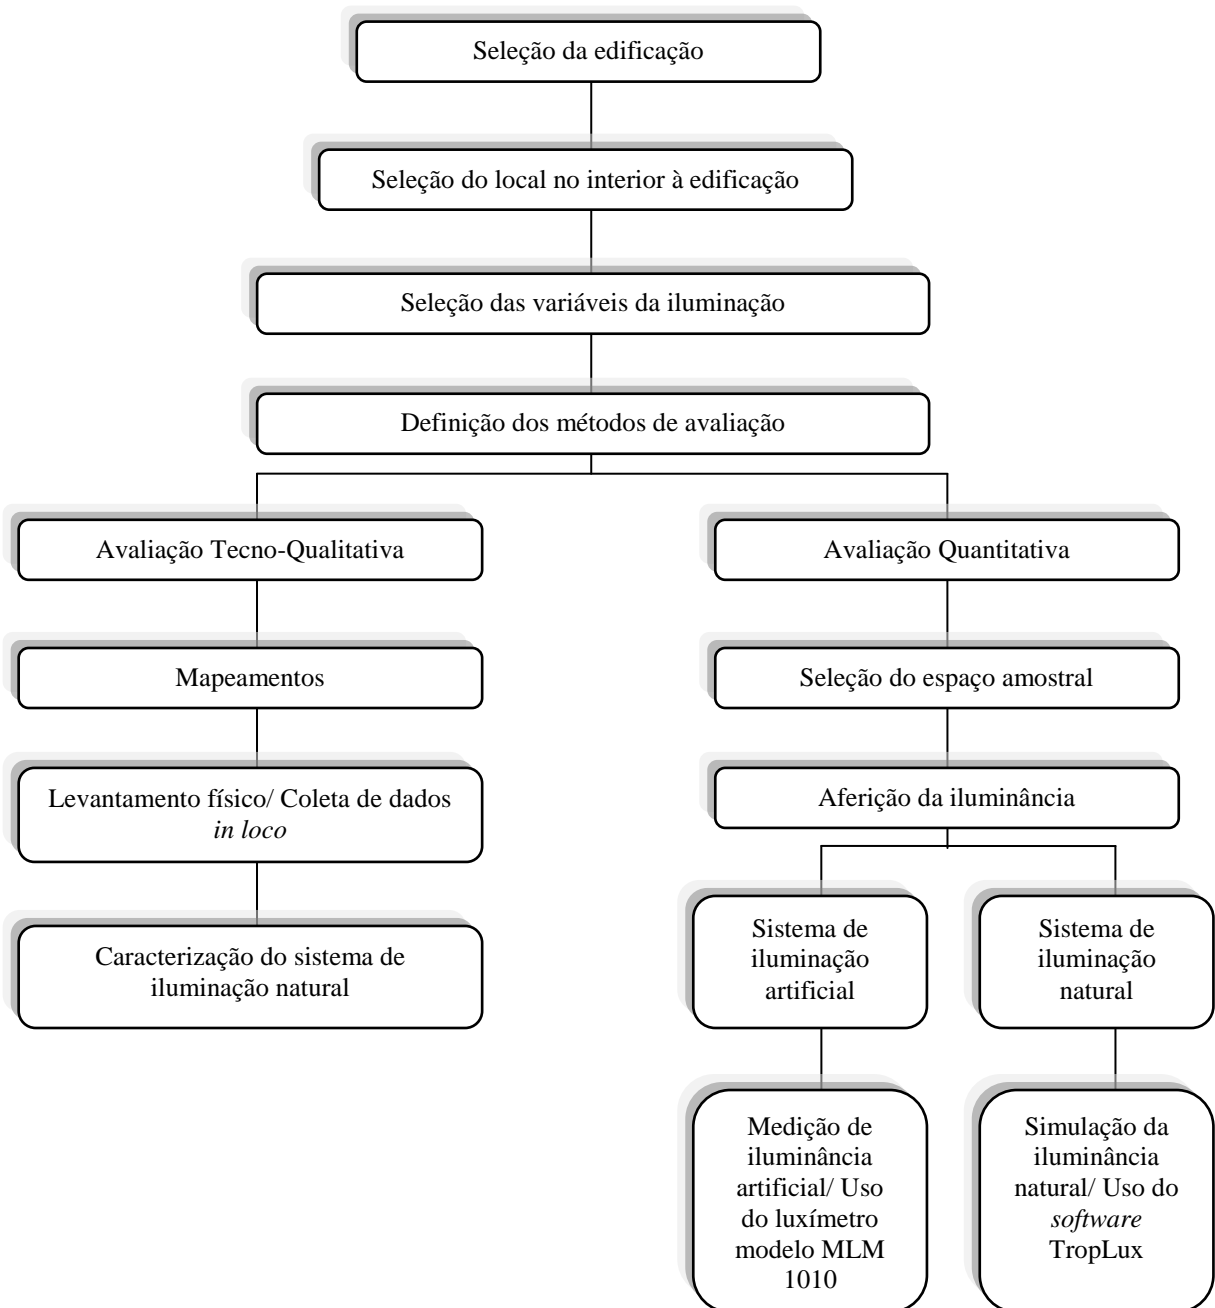 Seleção da edificação
Seleção do local no interior à edificação
Seleção das variáveis da iluminação
Definição dos métodos de avaliação
Avaliação Tecno-Qualitativa
Avaliação Quantitativa
Mapeamentos
Seleção do espaço amostral
Levantamento físico/ Coleta de dados
in loco
Aferição da iluminância
Caracterização do sistema de
iluminação natural
Sistema de
iluminação
artificial
Sistema de
iluminação
natural
Medição de
iluminância
artificial/ Uso
do luxímetro
modelo MLM
1010
Simulação da
iluminância
natural/ Uso do
software
TropLux